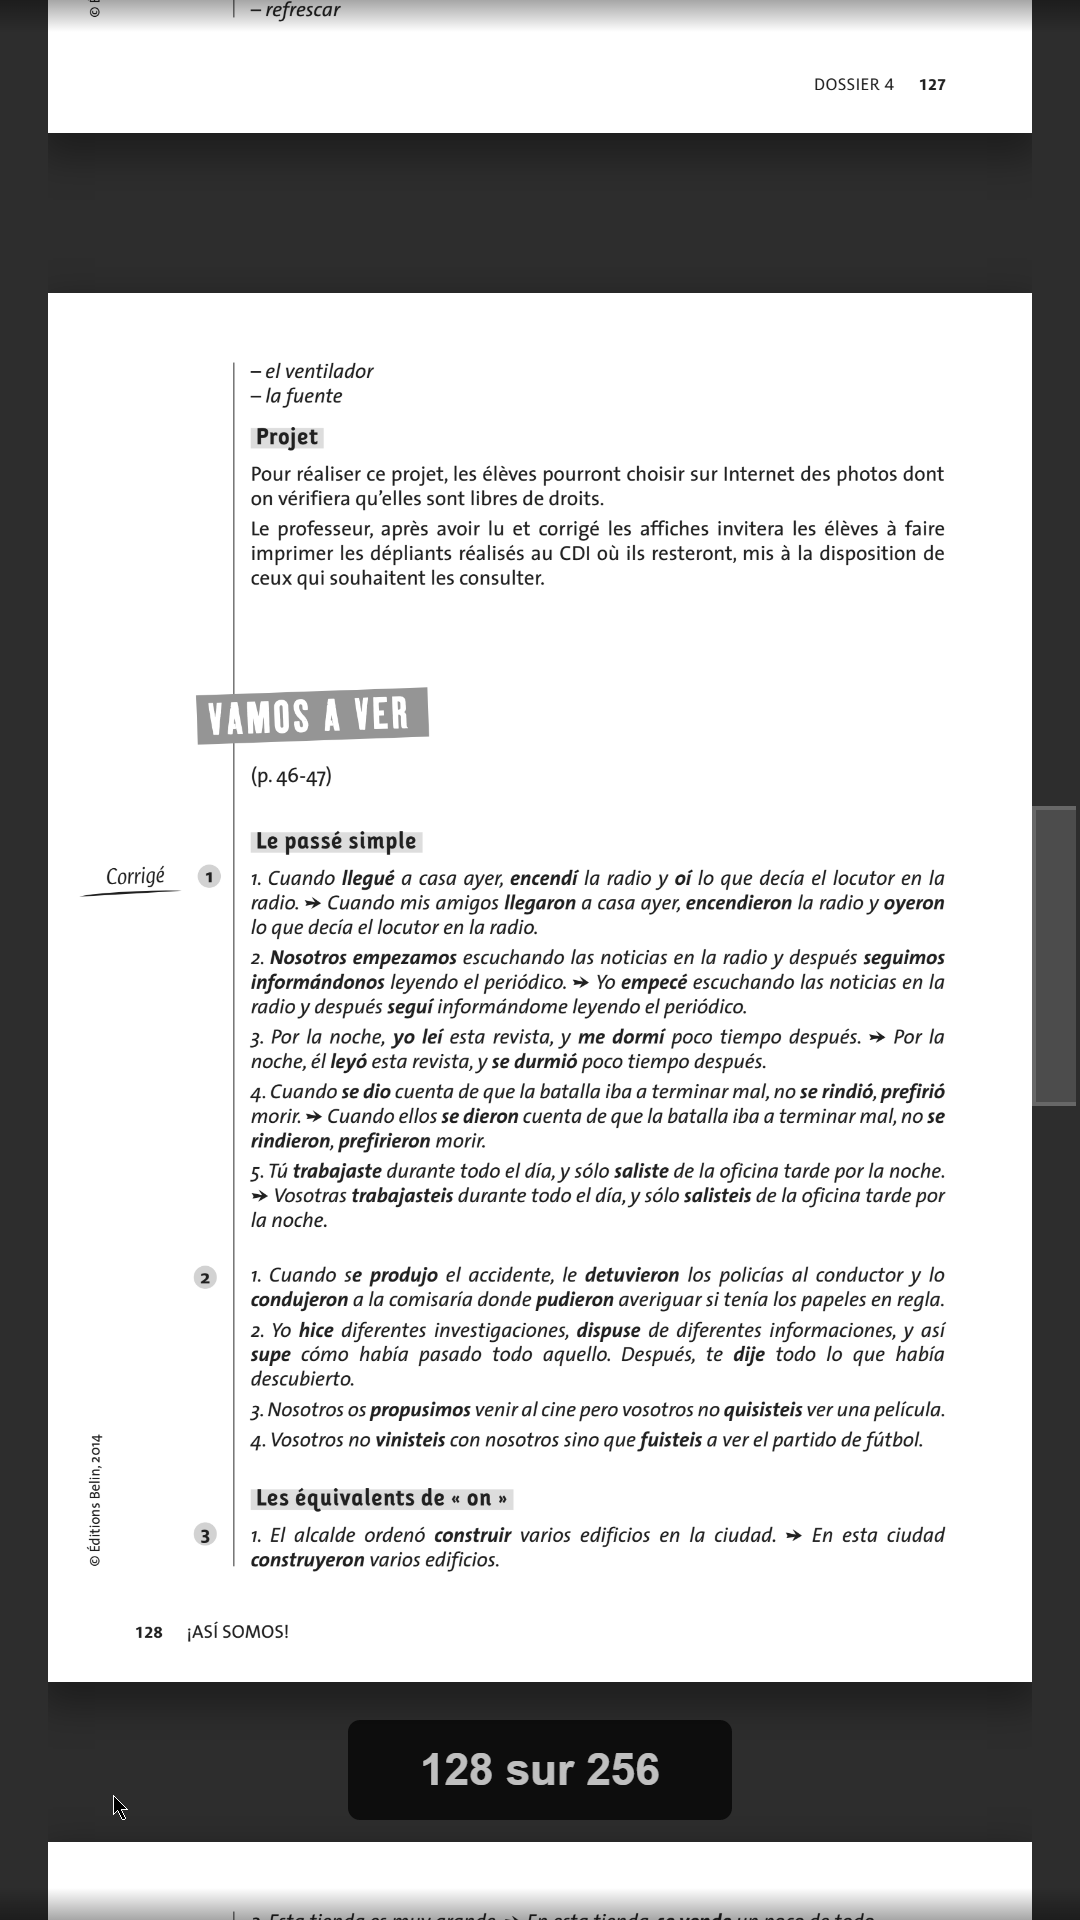 – refrescar
DOSSIER 4 127
– el ventilador
– la fuente
Projet
Pour réaliser ce projet, les élèves pourront choisir sur Internet des photos dont
on vérifiera qu’elles sont libres de droits.
Le professeur, après avoir lu et corrigé les affiches invitera les élèves à faire
imprimer les dépliants réalisés au CDI où ils resteront, mis à la disposition de
ceux qui souhaitent les consulter.
VAMOS A VER
(p. 46-47)
Le passé simple
Corrigé
1
1. Cuando llegué a casa ayer, encendí la radio y oí lo que decía el locutor en la
radio. ➔ Cuando mis amigos llegaron a casa ayer, encendieron la radio y oyeron
lo que decía el locutor en la radio.
2. Nosotros empezamos escuchando las noticias en la radio y después seguimos
informándonos leyendo el periódico. ➔ Yo empecé escuchando las noticias en la
radio y después seguí informándome leyendo el periódico.
3. Por la noche, yo leí esta revista, y me dormí poco tiempo después. ➔ Por la
noche, él leyó esta revista, y se durmió poco tiempo después.
4. Cuando se dio cuenta de que la batalla iba a terminar mal, no se rindió, prefirió
morir. ➔ Cuando ellos se dieron cuenta de que la batalla iba a terminar mal, no se
rindieron, prefirieron morir.
5. Tú trabajaste durante todo el día, y sólo saliste de la oficina tarde por la noche.
➔ Vosotras trabajasteis durante todo el día, y sólo salisteis de la oficina tarde por
la noche.
2
1. Cuando se produjo el accidente, le detuvieron los policías al conductor y lo
condujeron a la comisaría donde pudieron averiguar si tenía los papeles en regla.
2. Yo hice diferentes investigaciones, dispuse de diferentes informaciones, y así
supe cómo había pasado todo aquello. Después, te dije todo lo que había
descubierto.
3. Nosotros os propusimos venir al cine pero vosotros no quisisteis ver una película.
4. Vosotros no vinisteis con nosotros sino que fuisteis a ver el partido de fútbol.
Les équivalents de « on »
3
1. El alcalde ordenó construir varios edificios en la ciudad. ➔ En esta ciudad
construyeron varios edificios.
© Éditions Belin, 2014
128 ¡ASÍ SOMOS!
128 sur 256
2. Esta tienda es muy grande ➔ En esta tienda se vende un poco de todo